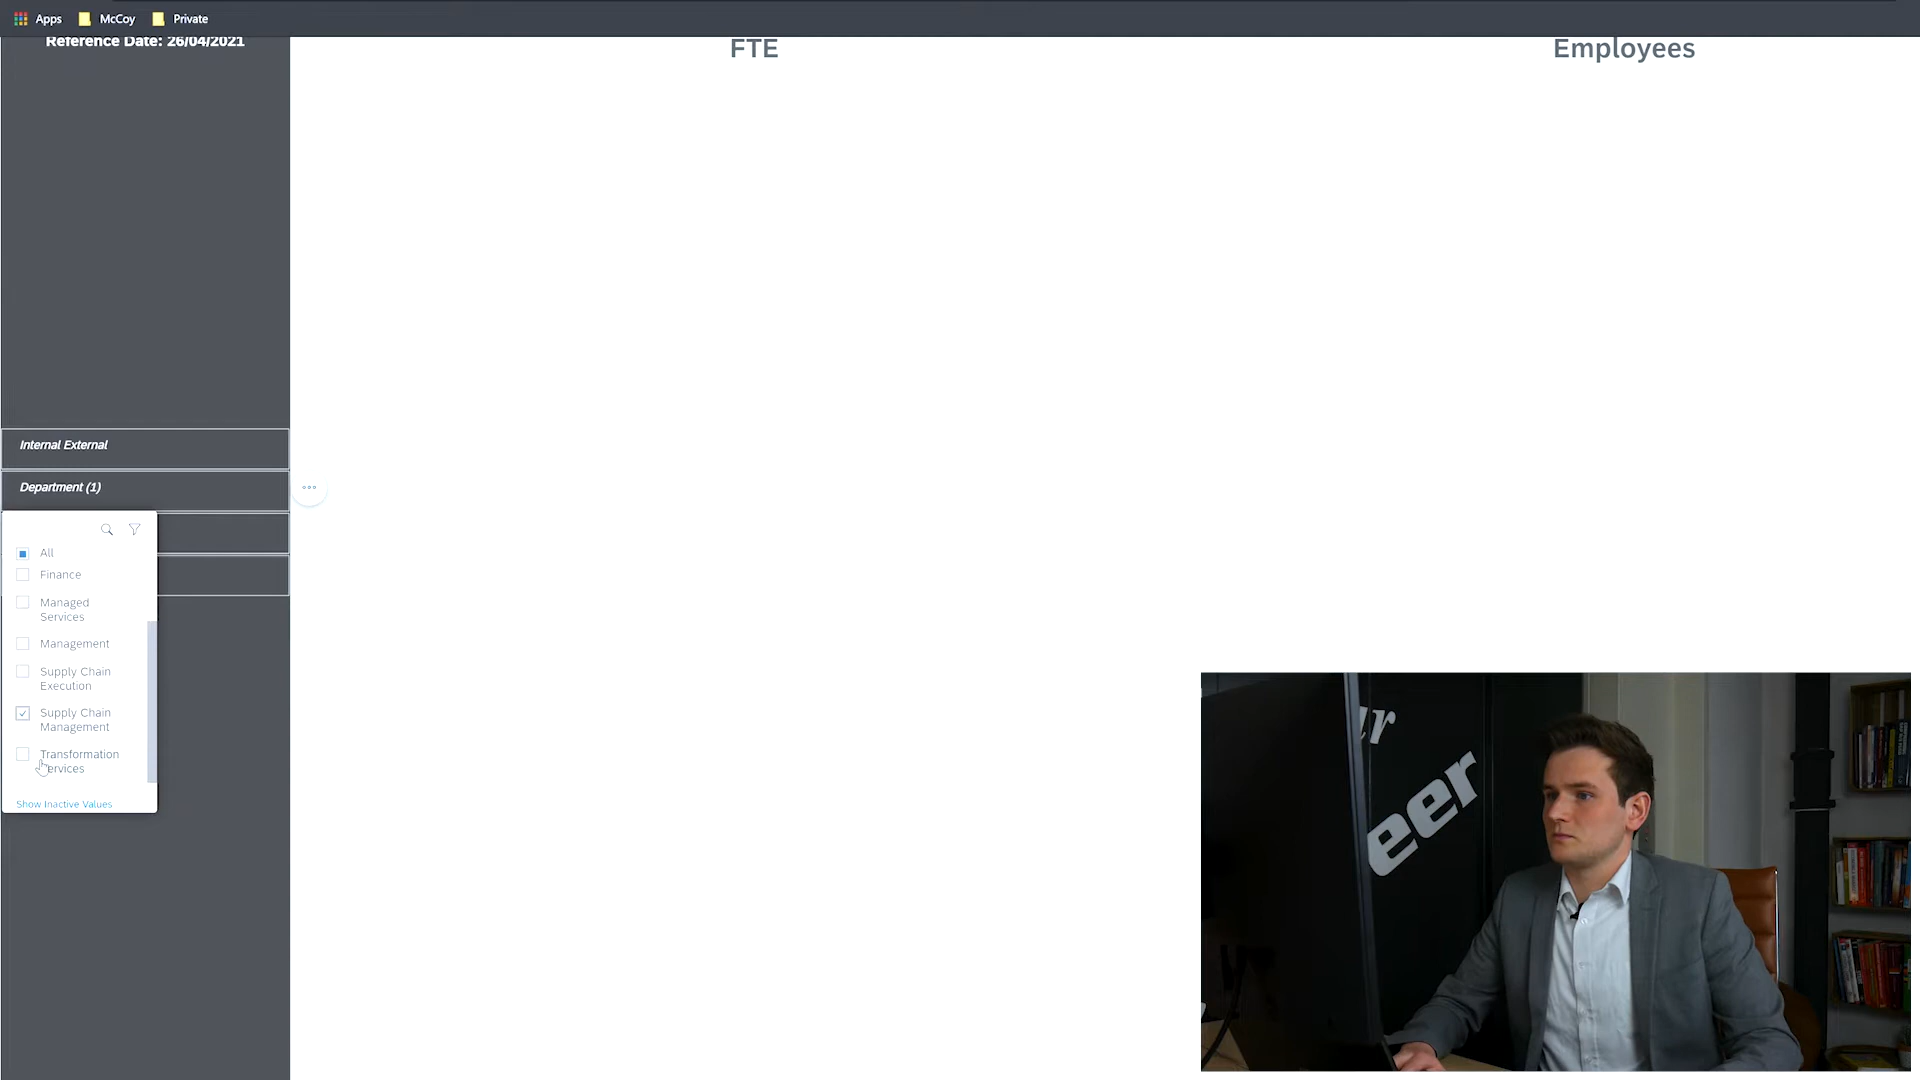 Apps McCoy Private
Reference Date: 26/04/2021
FTE
Employees
Internal External
Department (1)
All
Finance
Managed
Services
Management
Supply Chain
Execution
Supply Chain
Management
Transformation
Services
Show Inactive Values
eer